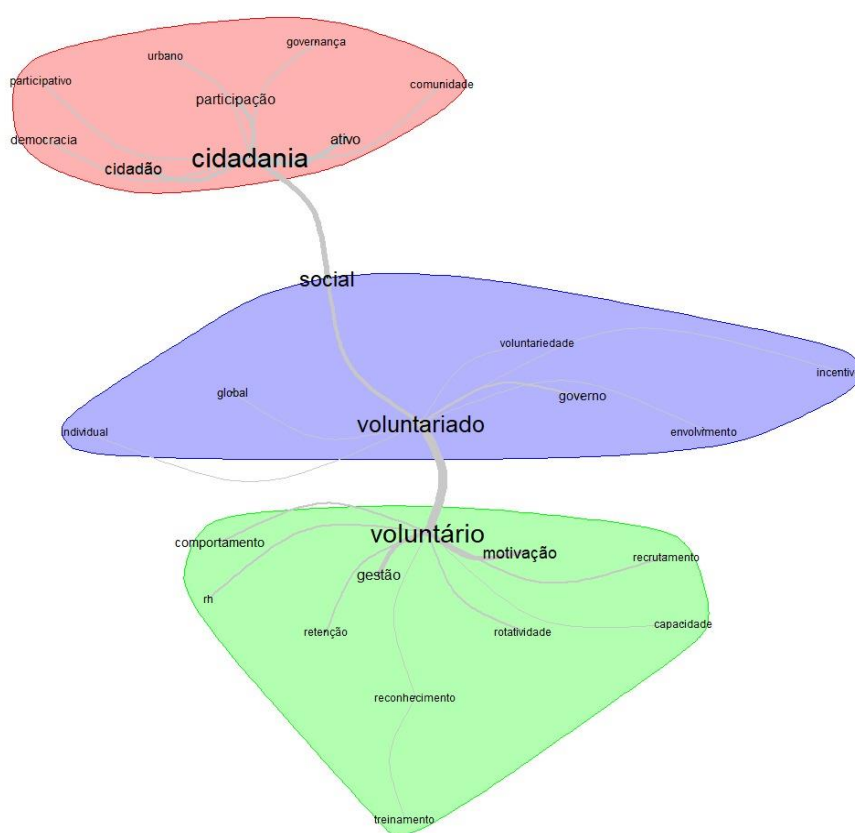 governança
urbano
participativo
comunidade
participação
democracia
ativo
cidadania
cidadão
social
voluntariedade
incentiv
global
governo
voluntariado
individual
envolvimento
voluntário
comportamento
motivação
recrutamento
gestão
rh
retenção
rotatividade
capacidade
reconhecimento
treinamento